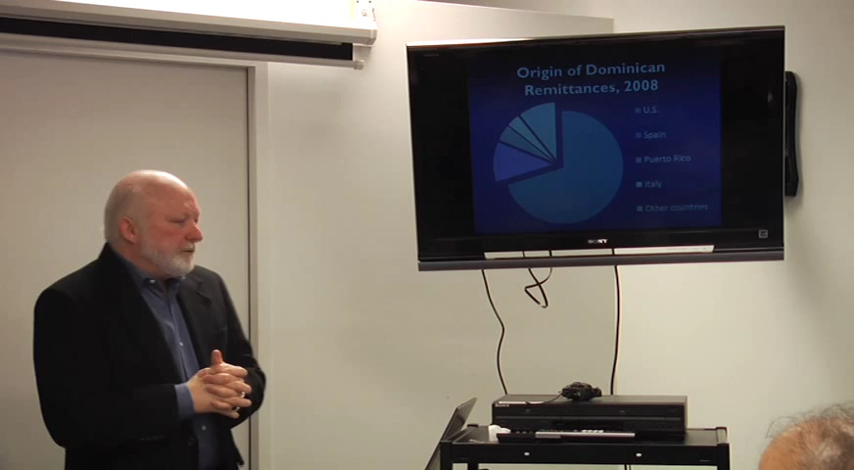 Origin of Dominican
Remittances, 2008
U.S.
Spain
Puerto Rico
Italy
Other countries
SONY